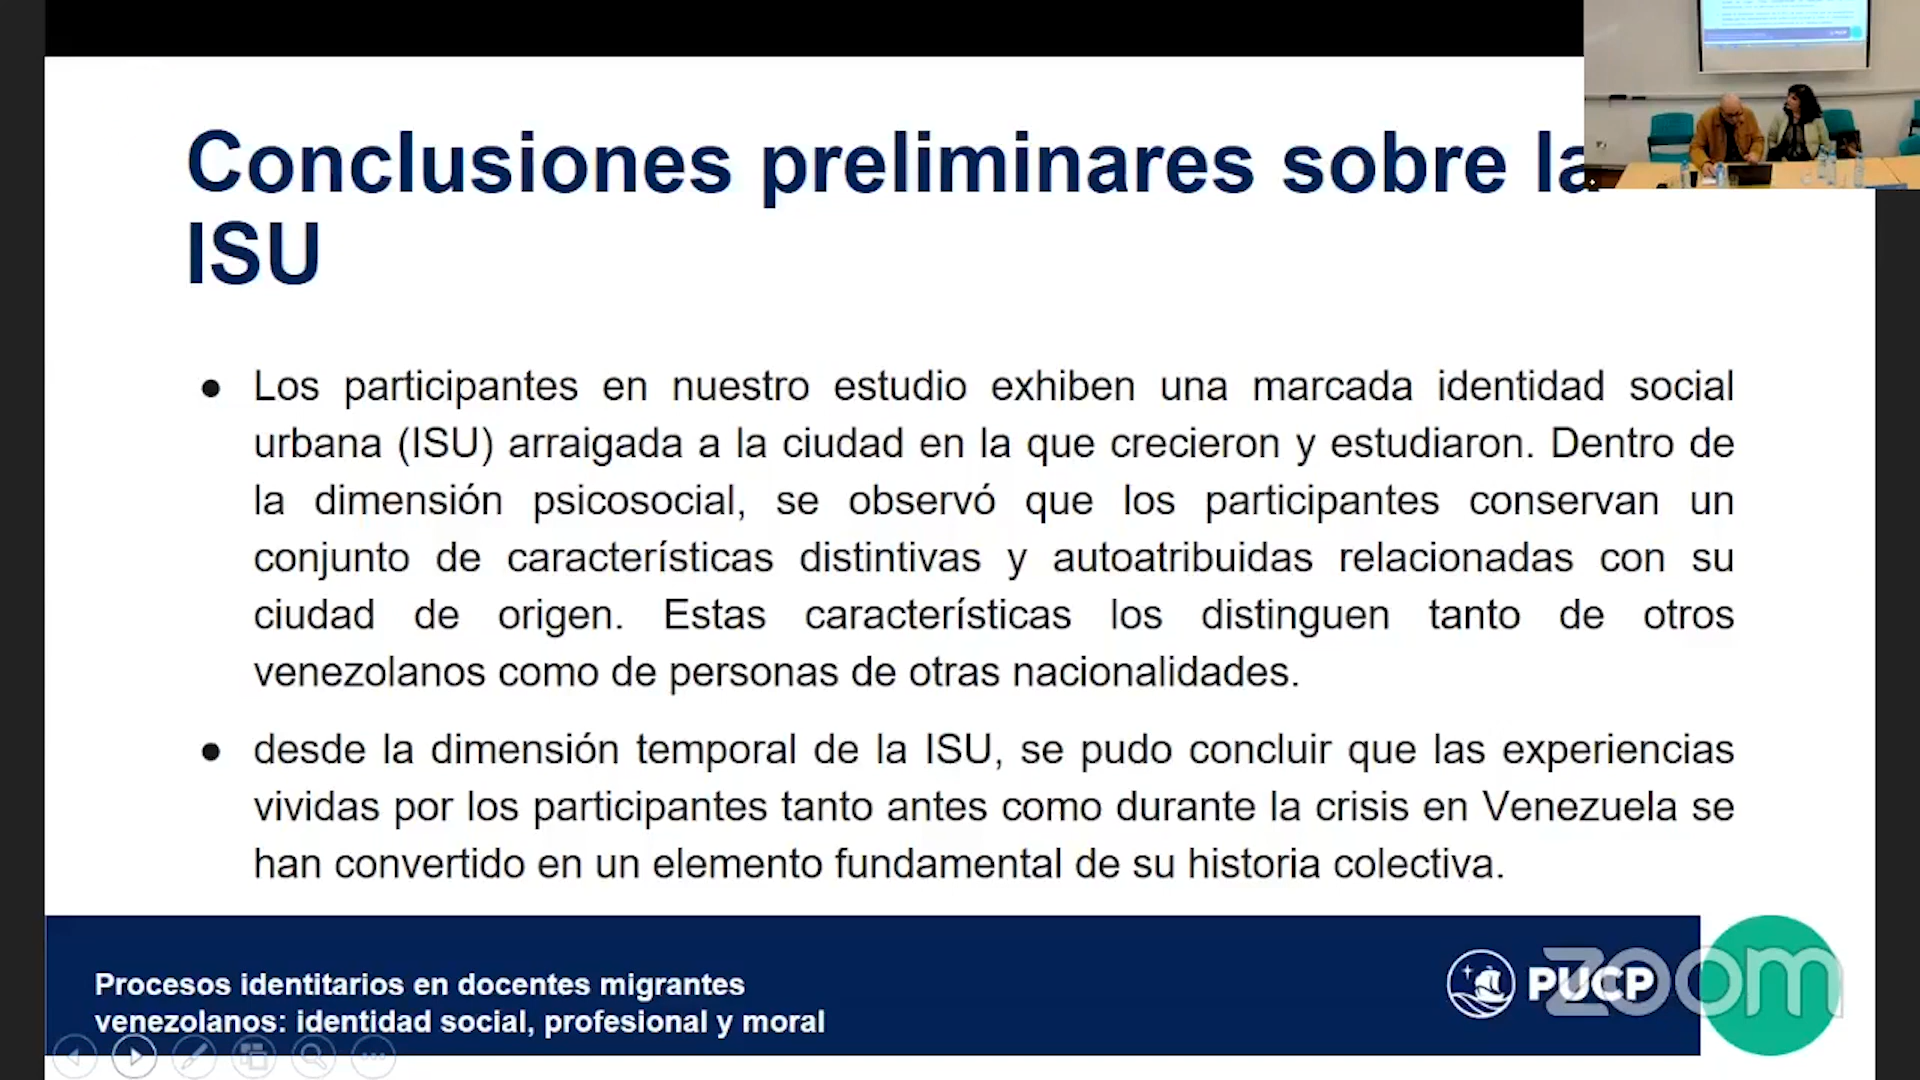 Conclusiones preliminares sobre la
ISU
● Los participantes en nuestro estudio exhiben una marcada identidad social
urbana (ISU) arraigada a la ciudad en la que crecieron y estudiaron. Dentro de
la dimensión psicosocial, se observó que los participantes conservan un
conjunto de características distintivas y autoatribuidas relacionadas con su
ciudad de origen. Estas características los distinguen tanto de otros
venezolanos como de personas de otras nacionalidades.
● desde la dimensión temporal de la ISU, se pudo concluir que las experiencias
vividas por los participantes tanto antes como durante la crisis en Venezuela se
han convertido en un elemento fundamental de su historia colectiva.
Procesos identitarios en docentes migrantes
venezolanos: identidad social, profesional y moral
PUCP
zoom